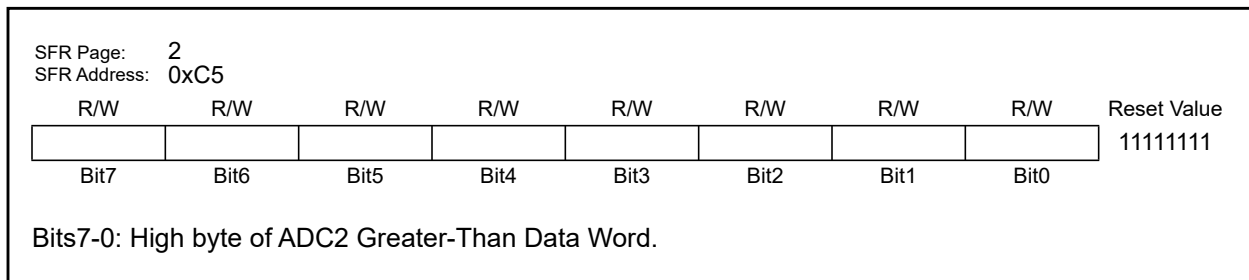 SFR Page: 2
SFR Address: 0xC5
R/W R/W R/W R/W R/W R/W R/W R/W Reset Value
11111111
Bit7 Bit6 Bit5 Bit4 Bit3 Bit2 Bit1 Bit0
Bits7-0: High byte of ADC2 Greater-Than Data Word.